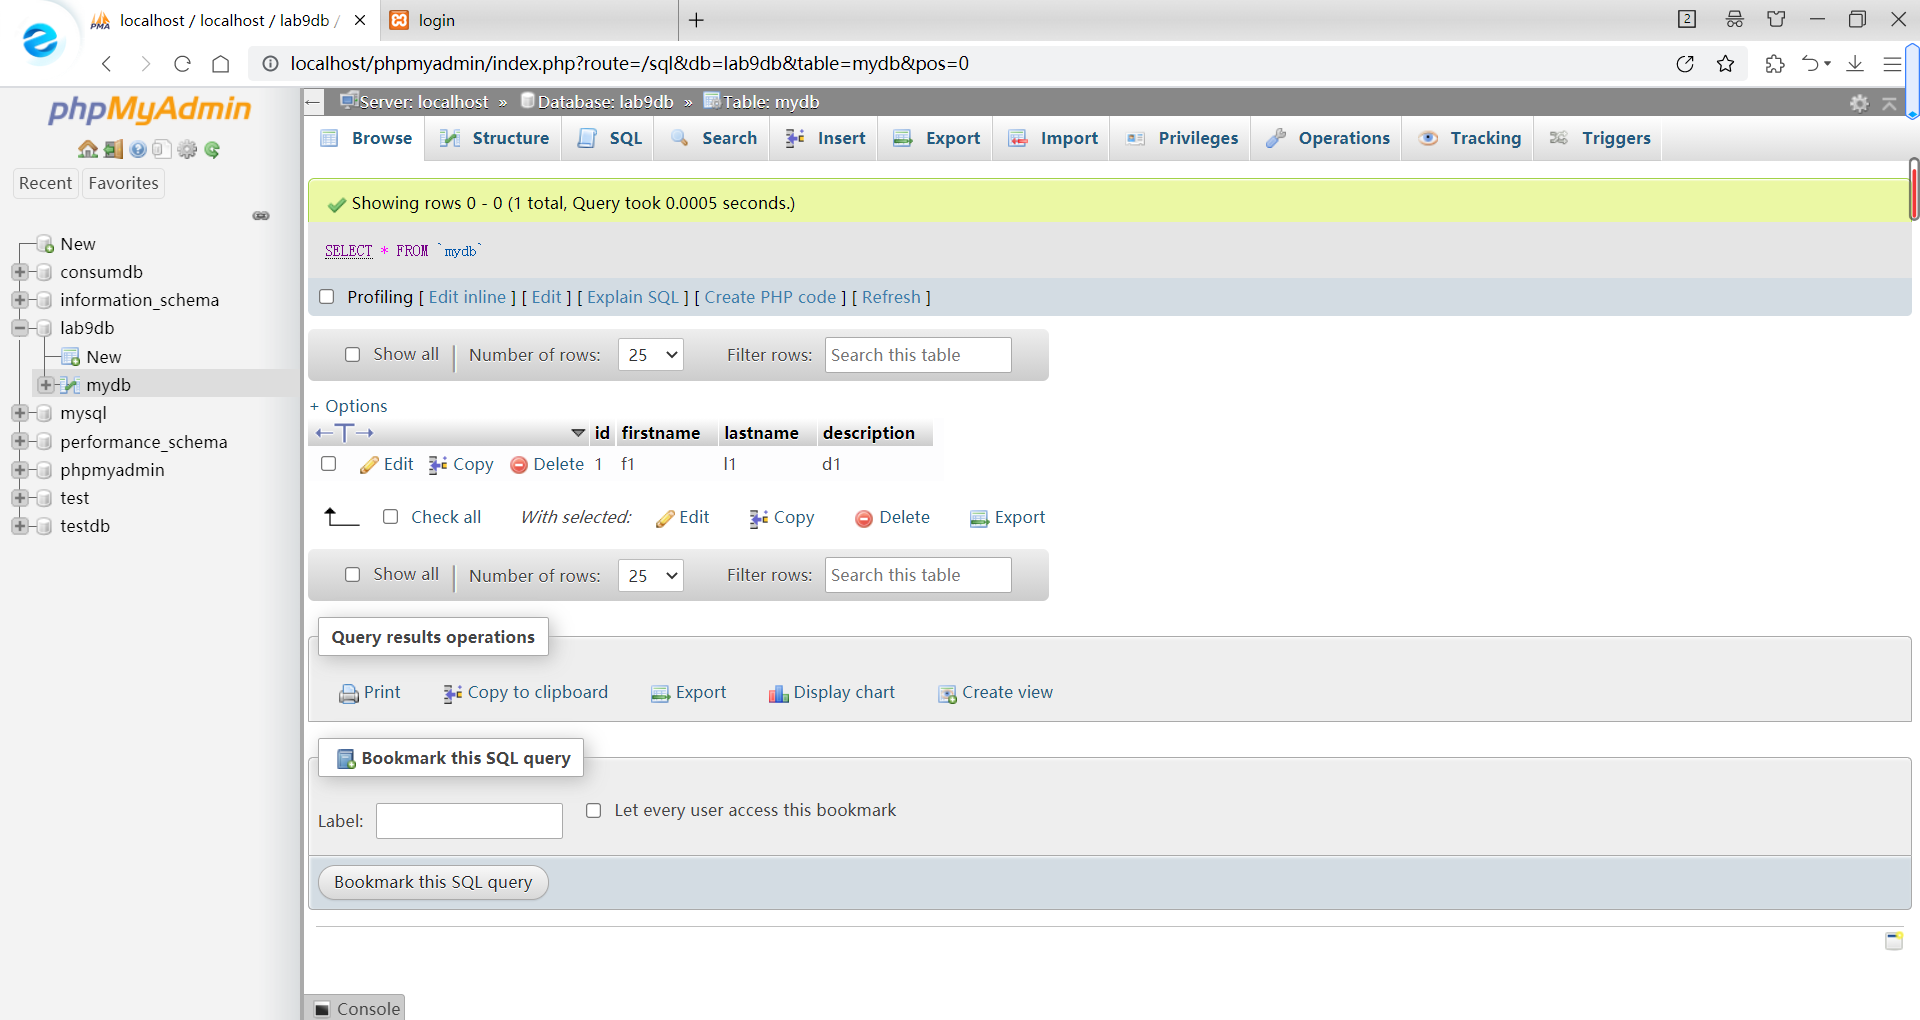 localhost / localhost / lab9db /
login
2
localhost/phpmyadmin/index.php?route=/sql&db=lab9db&table=mydb&pos=0
phpMyAdmin
Recent Favorites
New
consumdb
information_schema
lab9db
New
mydb
mysql
performance_schema
phpmyadmin
test
testdb
Server: localhost » Database: lab9db » Table: mydb
Browse Structure SQL Search Insert Export Import Privileges Operations Tracking Triggers
Showing rows 0 - 0 (1 total, Query took 0.0005 seconds.)
SELECT * FROM `mydb`
Profiling [ Edit inline ] [ Edit ] [ Explain SQL ] [ Create PHP code ] [ Refresh ]
Show all Number of rows: 25 Filter rows: Search this table
+ Options
←T→ id firstname lastname description
Edit Copy Delete 1 f1 l1 d1
Check all With selected: Edit Copy Delete Export
Show all Number of rows: 25 Filter rows: Search this table
Query results operations
Print Copy to clipboard Export Display chart Create view
Bookmark this SQL query
Label: Let every user access this bookmark
Bookmark this SQL query
Console